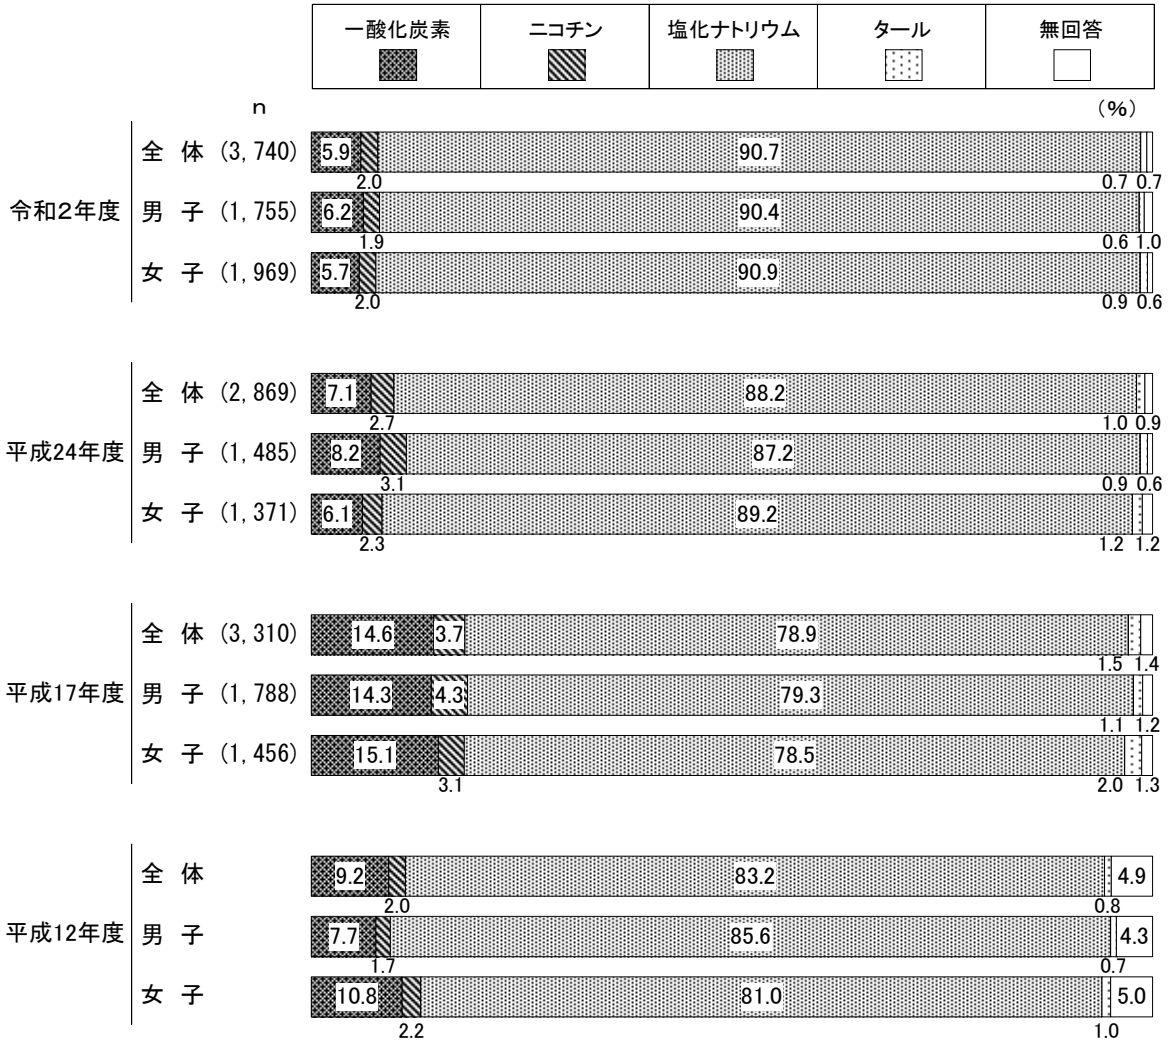 一酸化炭素 ニコチン 塩化ナトリウム タール 無回答
n (%)
全 体 (3,740) 5.9 90.7
2.0 0.7 0.7
令和2年度 男 子 (1,755) 6.2 90.4
1.9 0.6 1.0
女 子 (1,969) 5.7 90.9
2.0 0.9 0.6
全 体 (2,869) 7.1 88.2
2.7 1.0 0.9
平成24年度 男 子 (1,485) 8.2 87.2
3.1 0.9 0.6
女 子 (1,371) 6.1 89.2
2.3 1.2 1.2
全 体 (3,310) 14.6 3.7 78.9
1.5 1.4
平成17年度 男 子 (1,788) 14.3 4.3 79.3
1.1 1.2
女 子 (1,456) 15.1 78.5
3.1 2.0 1.3
全 体 9.2 83.2 4.9
2.0 0.8
平成12年度 男 子 7.7 85.6 4.3
1.7 0.7
女 子 10.8 81.0 5.0
2.2 1.0